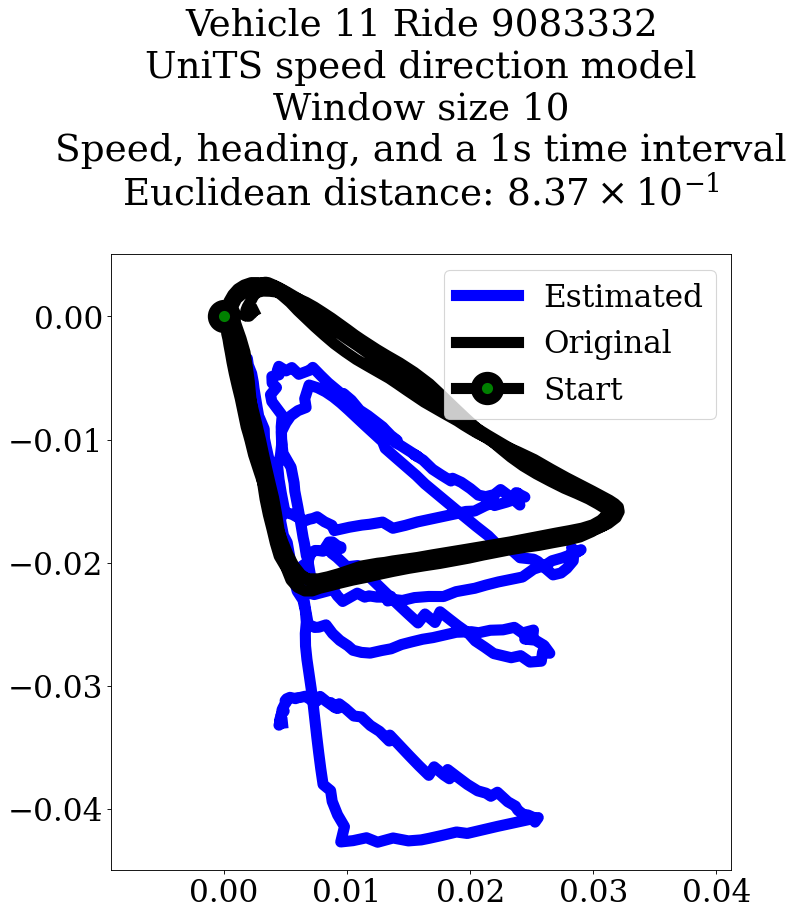 Vehicle 11 Ride 9083332
UniTS speed direction model
Window size 10
Speed, heading, and a 1s time interval
Euclidean distance: 8.37 × 10⁻¹
Estimated
Original
Start
0.00
−0.01
−0.02
−0.03
−0.04
0.00 0.01 0.02 0.03 0.04